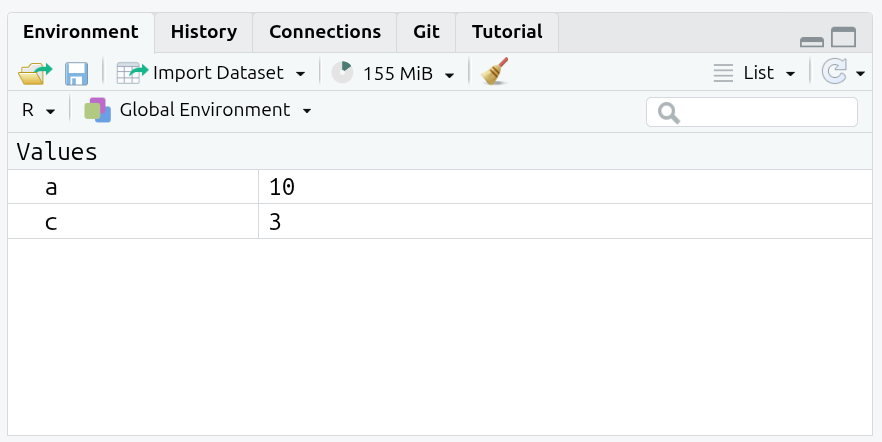 Environment History Connections Git Tutorial
Import Dataset 155 MiB List
R Global Environment
Values
a 10
c 3